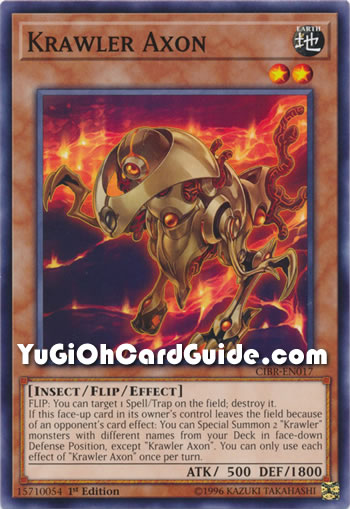 Krawler Axon
EARTH
地
YuGiOhCardGuide.com
CIBR-EN017
[Insect/Flip/Effect]
FLIP: You can target 1 Spell/Trap on the field; destroy it.
If this face-up card in its owner's control leaves the field because
of an opponent's card effect: You can Special Summon 2 "Krawler"
monsters with different names from your Deck in face-down
Defense Position, except "Krawler Axon". You can only use each
effect of "Krawler Axon" once per turn.
ATK/ 500 DEF/1800
15710054 1st Edition ©1996 KAZUKI TAKAHASHI